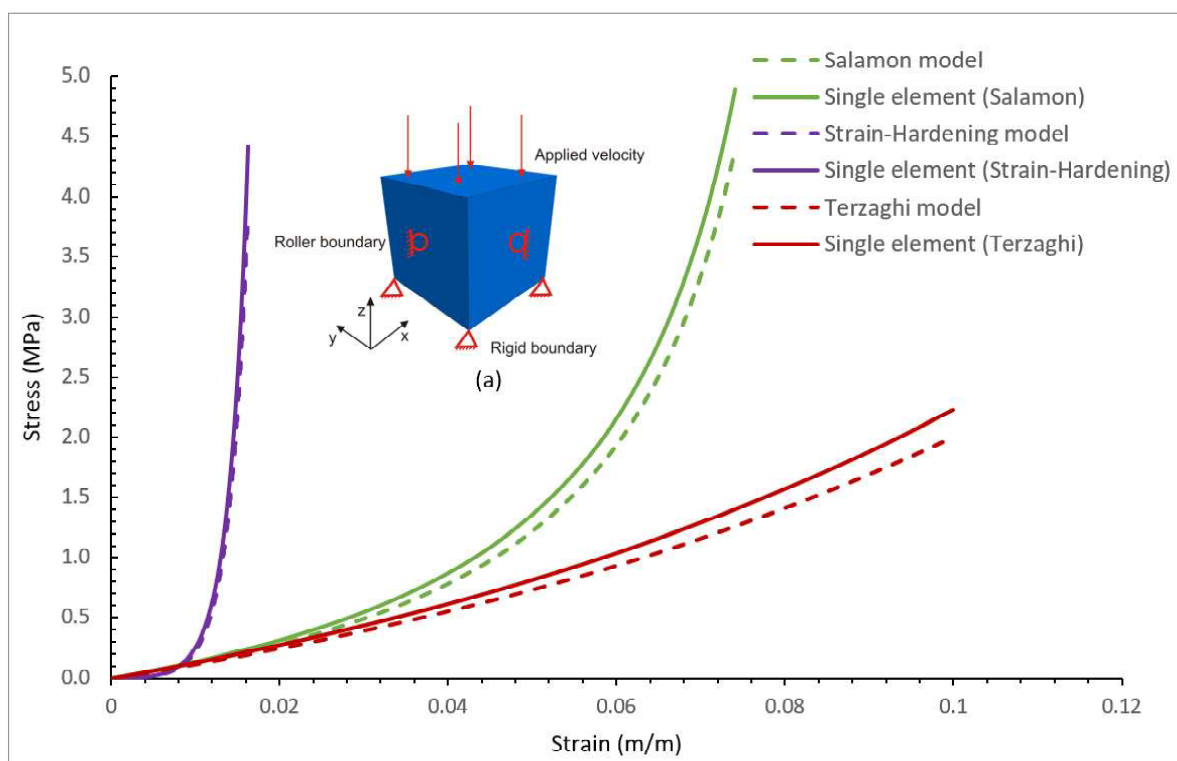 Salamon model
Single element (Salamon)
Strain-Hardening model
Single element (Strain-Hardening)
Terzaghi model
Single element (Terzaghi)
5.0
4.5
4.0
3.5
3.0
2.5
2.0
1.5
1.0
0.5
0.0
Stress (MPa)
Applied velocity
Roller boundary
z
y
x
Rigid boundary
(a)
0
0.02
0.04
0.06
0.08
0.1
0.12
Strain (m/m)